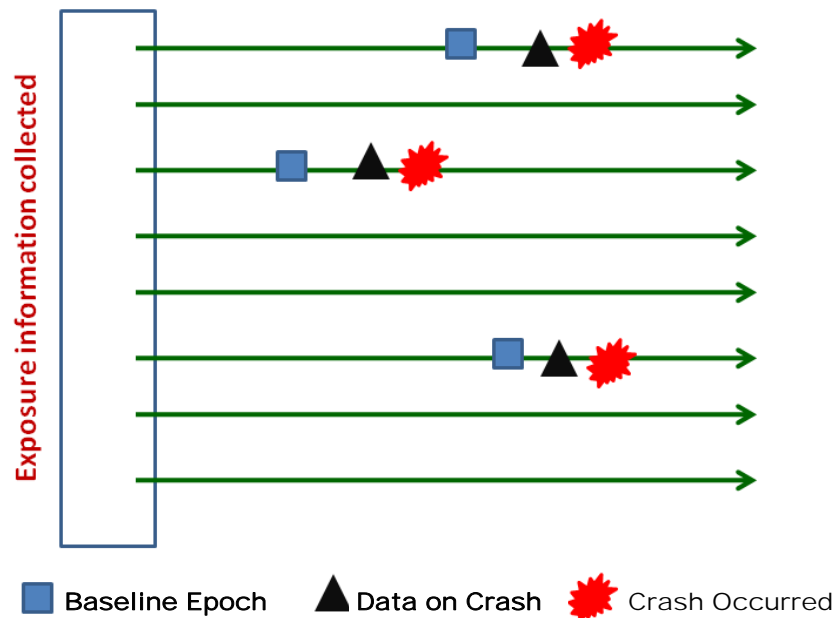 Exposure information collected
Baseline Epoch
Data on Crash
Crash Occurred